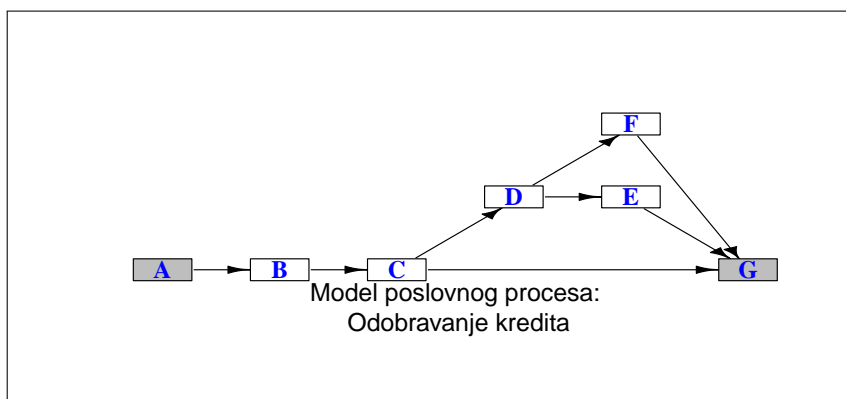 F
D
E
A
B
C
G
Model poslovnog procesa:
Odobravanje kredita